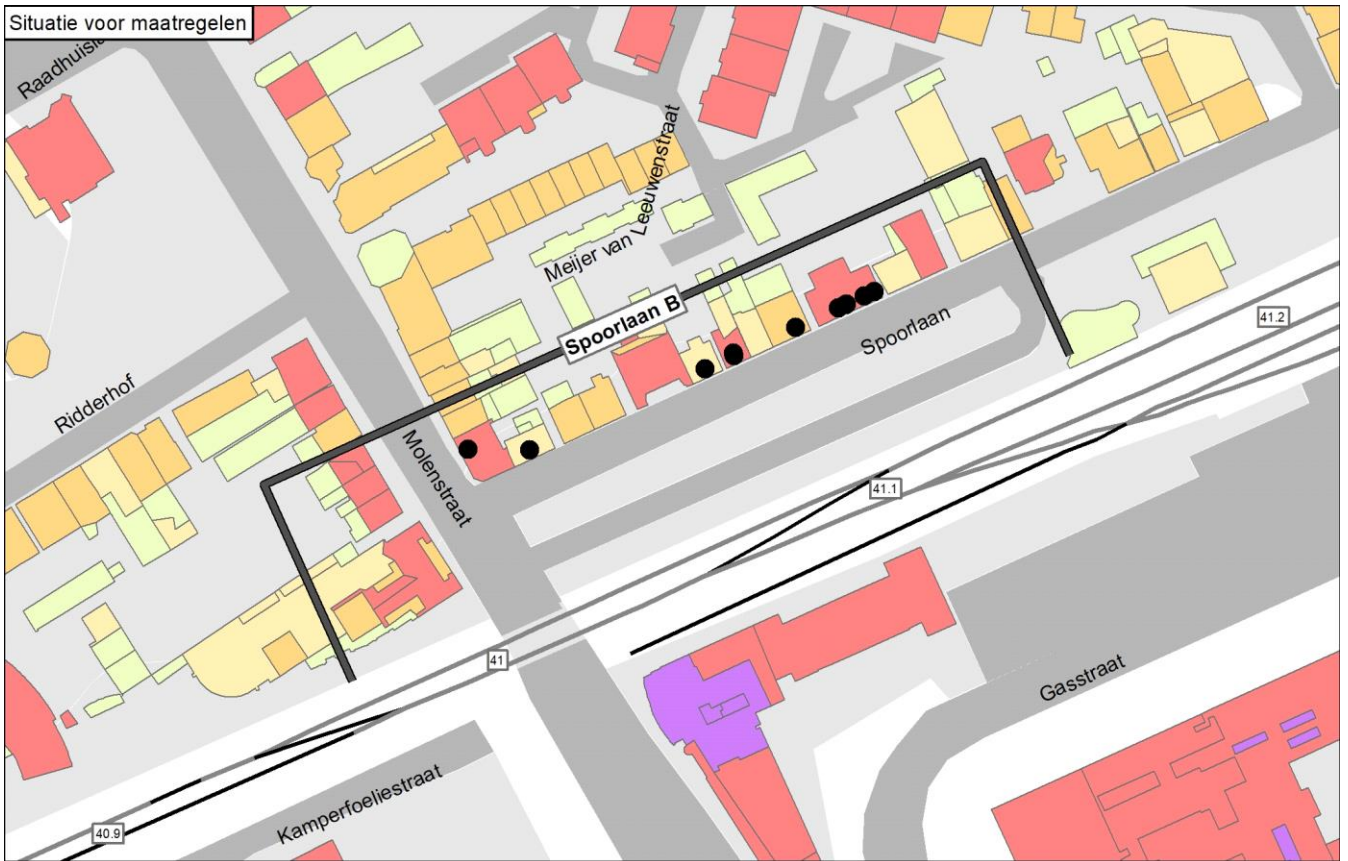 Situatie voor maatregelen
Meijer van Leeuwenstraat
Ridderhof
Spoorlaan B
Spoorlaan
41.2
Molenstraat
41.1
41
Gasstraat
Kamperfoeliestraat
40.9